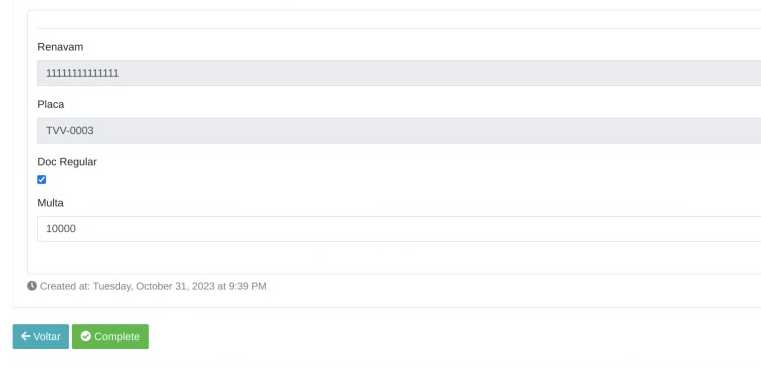 Renavam
11111111111111
Placa
TVV-0003
Doc Regular
Multa
10000
Created at: Tuesday, October 31, 2023 at 9:39 PM
Voltar
Complete